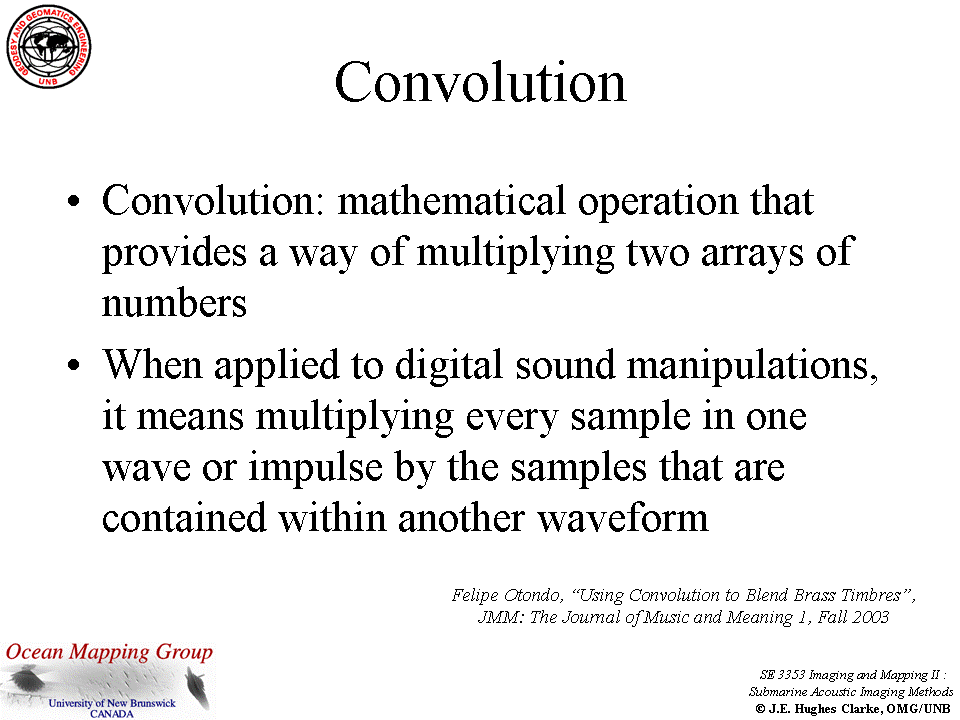 GEODESY AND GEOMATICS ENGINEERING
UNB
Convolution
• Convolution: mathematical operation that
provides a way of multiplying two arrays of
numbers
• When applied to digital sound manipulations,
it means multiplying every sample in one
wave or impulse by the samples that are
contained within another waveform
Felipe Otondo, “Using Convolution to Blend Brass Timbres”,
JMM: The Journal of Music and Meaning 1, Fall 2003
Ocean Mapping Group
University of New Brunswick
CANADA
SE 3353 Imaging and Mapping II :
Submarine Acoustic Imaging Methods
© J.E. Hughes Clarke, OMG/UNB